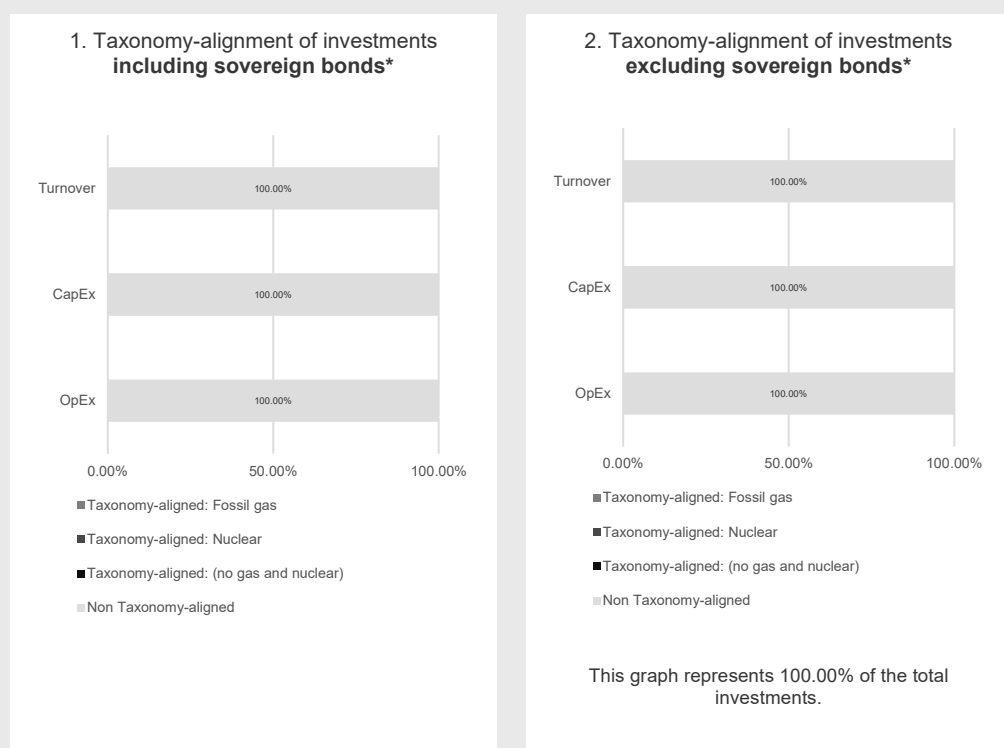 1. Taxonomy-alignment of investments
including sovereign bonds*
Turnover
100.00%
CapEx
100.00%
OpEx
100.00%
0.00%
50.00%
100.00%
Taxonomy-aligned: Fossil gas
Taxonomy-aligned: Nuclear
Taxonomy-aligned: (no gas and nuclear)
Non Taxonomy-aligned
2. Taxonomy-alignment of investments
excluding sovereign bonds*
Turnover
100.00%
CapEx
100.00%
OpEx
100.00%
0.00%
50.00%
100.00%
Taxonomy-aligned: Fossil gas
Taxonomy-aligned: Nuclear
Taxonomy-aligned: (no gas and nuclear)
Non Taxonomy-aligned
This graph represents 100.00% of the total
investments.